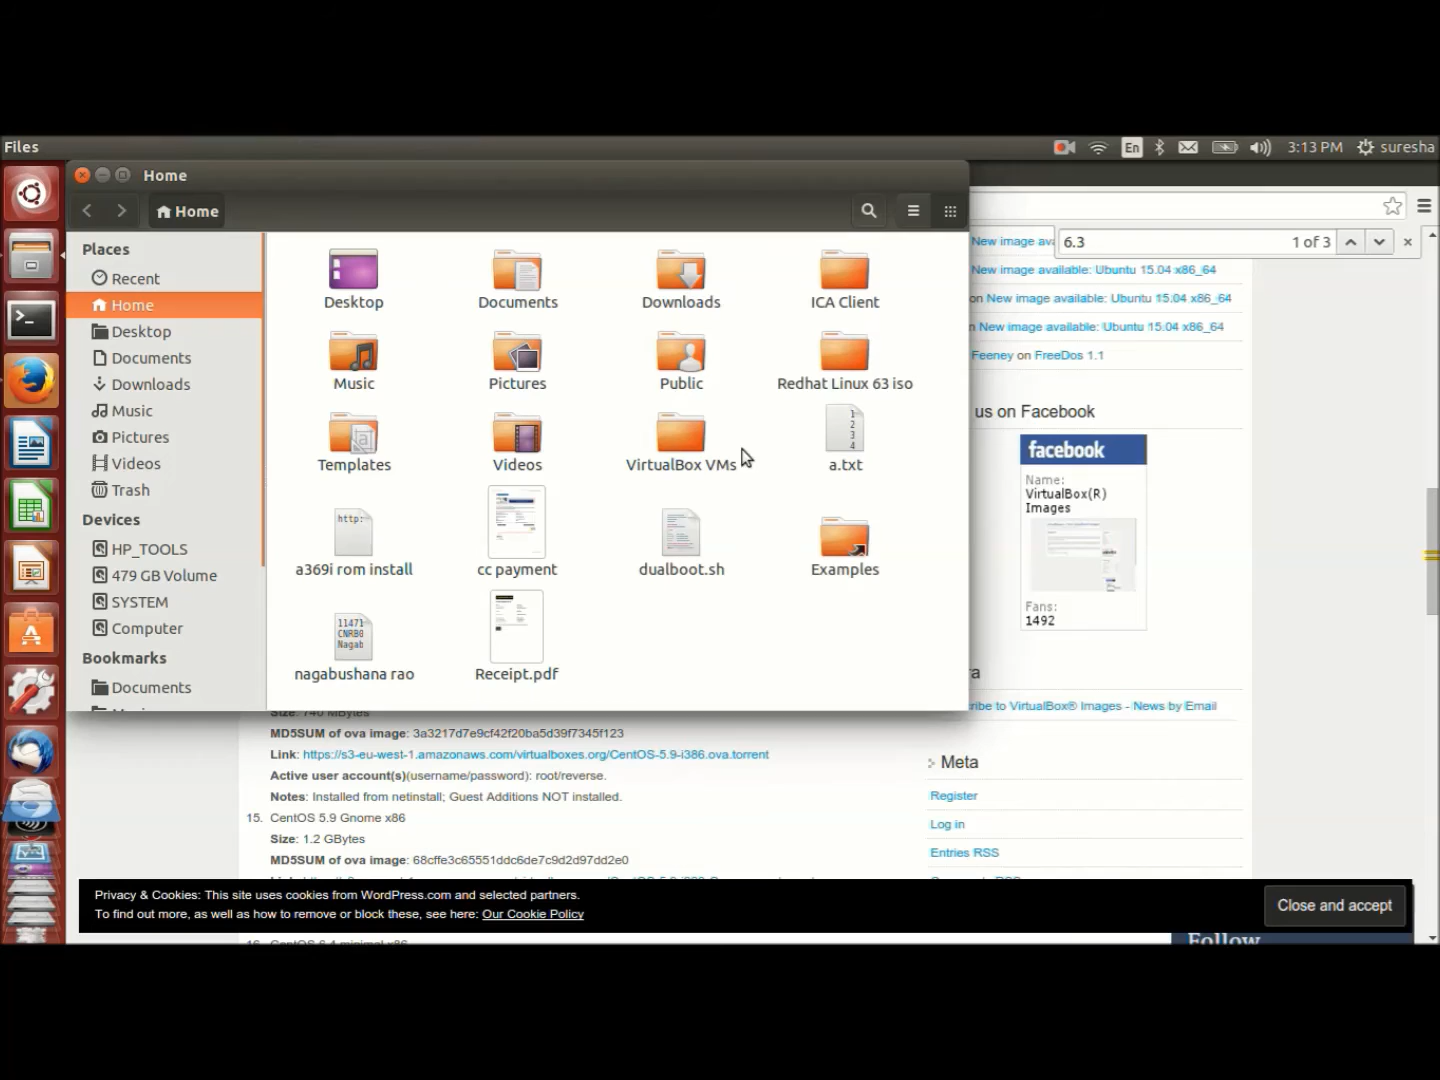 Files
En
3:13 PM
suresha
Home
Home
6.3
1 of 3
Places
Recent
Home
Desktop
Documents
Downloads
Music
Pictures
Videos
Trash
Devices
HP_TOOLS
479 GB Volume
SYSTEM
Computer
Bookmarks
Documents
Desktop
Documents
Downloads
ICA Client
Music
Pictures
Public
Redhat Linux 63 iso
Templates
Videos
VirtualBox VMs
a.txt
a369i rom install
cc payment
dualboot.sh
Examples
nagabushana rao
Receipt.pdf
New image
New image available: Ubuntu 15.04 x86_64
on New image available: Ubuntu 15.04 x86_64
n New image available: Ubuntu 15.04 x86_64
Feeney on FreeDos 1.1
us on Facebook
facebook
Name:
VirtualBox(R)
Images
Fans:
1492
ra
cribe to VirtualBox® Images - News by Email
Meta
Register
Log in
Entries RSS
Size: 740 MBytes
MD5SUM of ova image: 3a3217d7e9cf42f20ba5d39f7345f123
Link: https://s3-eu-west-1.amazonaws.com/virtualboxes.org/CentOS-5.9-i386.ova.torrent
Active user account(s)(username/password): root/reverse.
Notes: Installed from netinstall; Guest Additions NOT installed.
15. CentOS 5.9 Gnome x86
Size: 1.2 GBytes
MD5SUM of ova image: 68cffe3c65551ddc6de7c9d2d97dd2e0
Privacy & Cookies: This site uses cookies from WordPress.com and selected partners.
To find out more, as well as how to remove or block these, see here: Our Cookie Policy
Close and accept
Follow